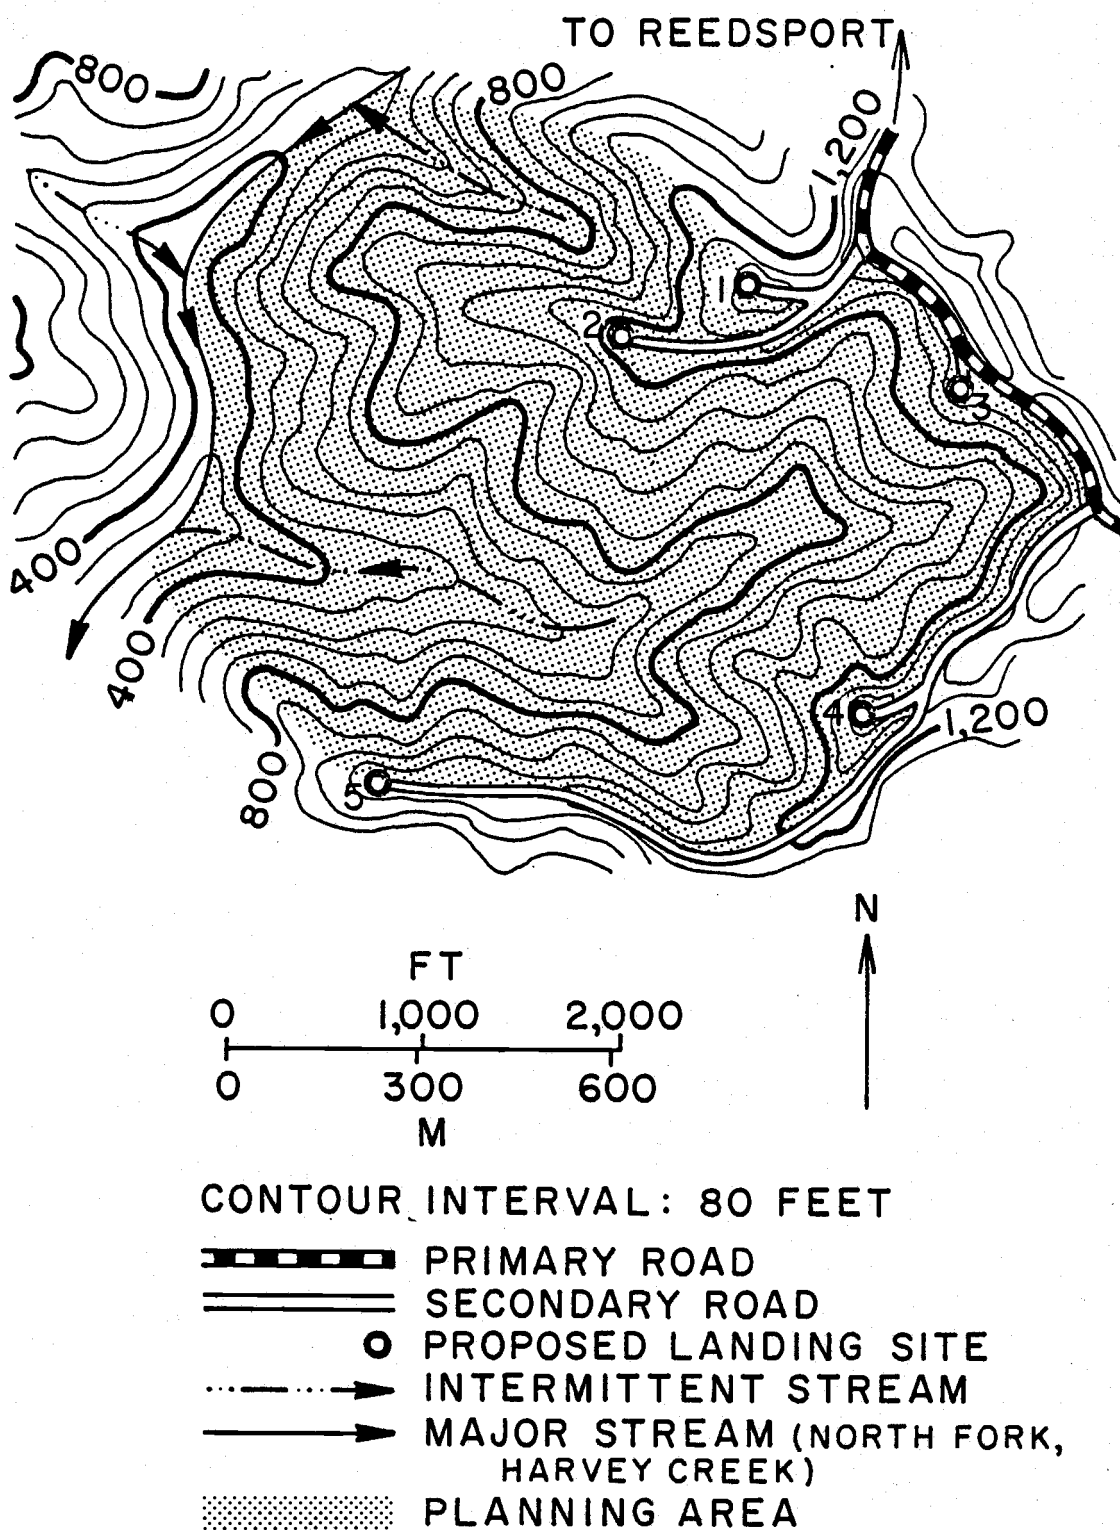 TO REEDSPORT
800
800
1,200
1
2
3
400
400
4
1,200
800
5
N
FT
0 1,000 2,000
0 300 600
M
CONTOUR INTERVAL: 80 FEET
PRIMARY ROAD
SECONDARY ROAD
PROPOSED LANDING SITE
INTERMITTENT STREAM
MAJOR STREAM (NORTH FORK,
HARVEY CREEK)
PLANNING AREA